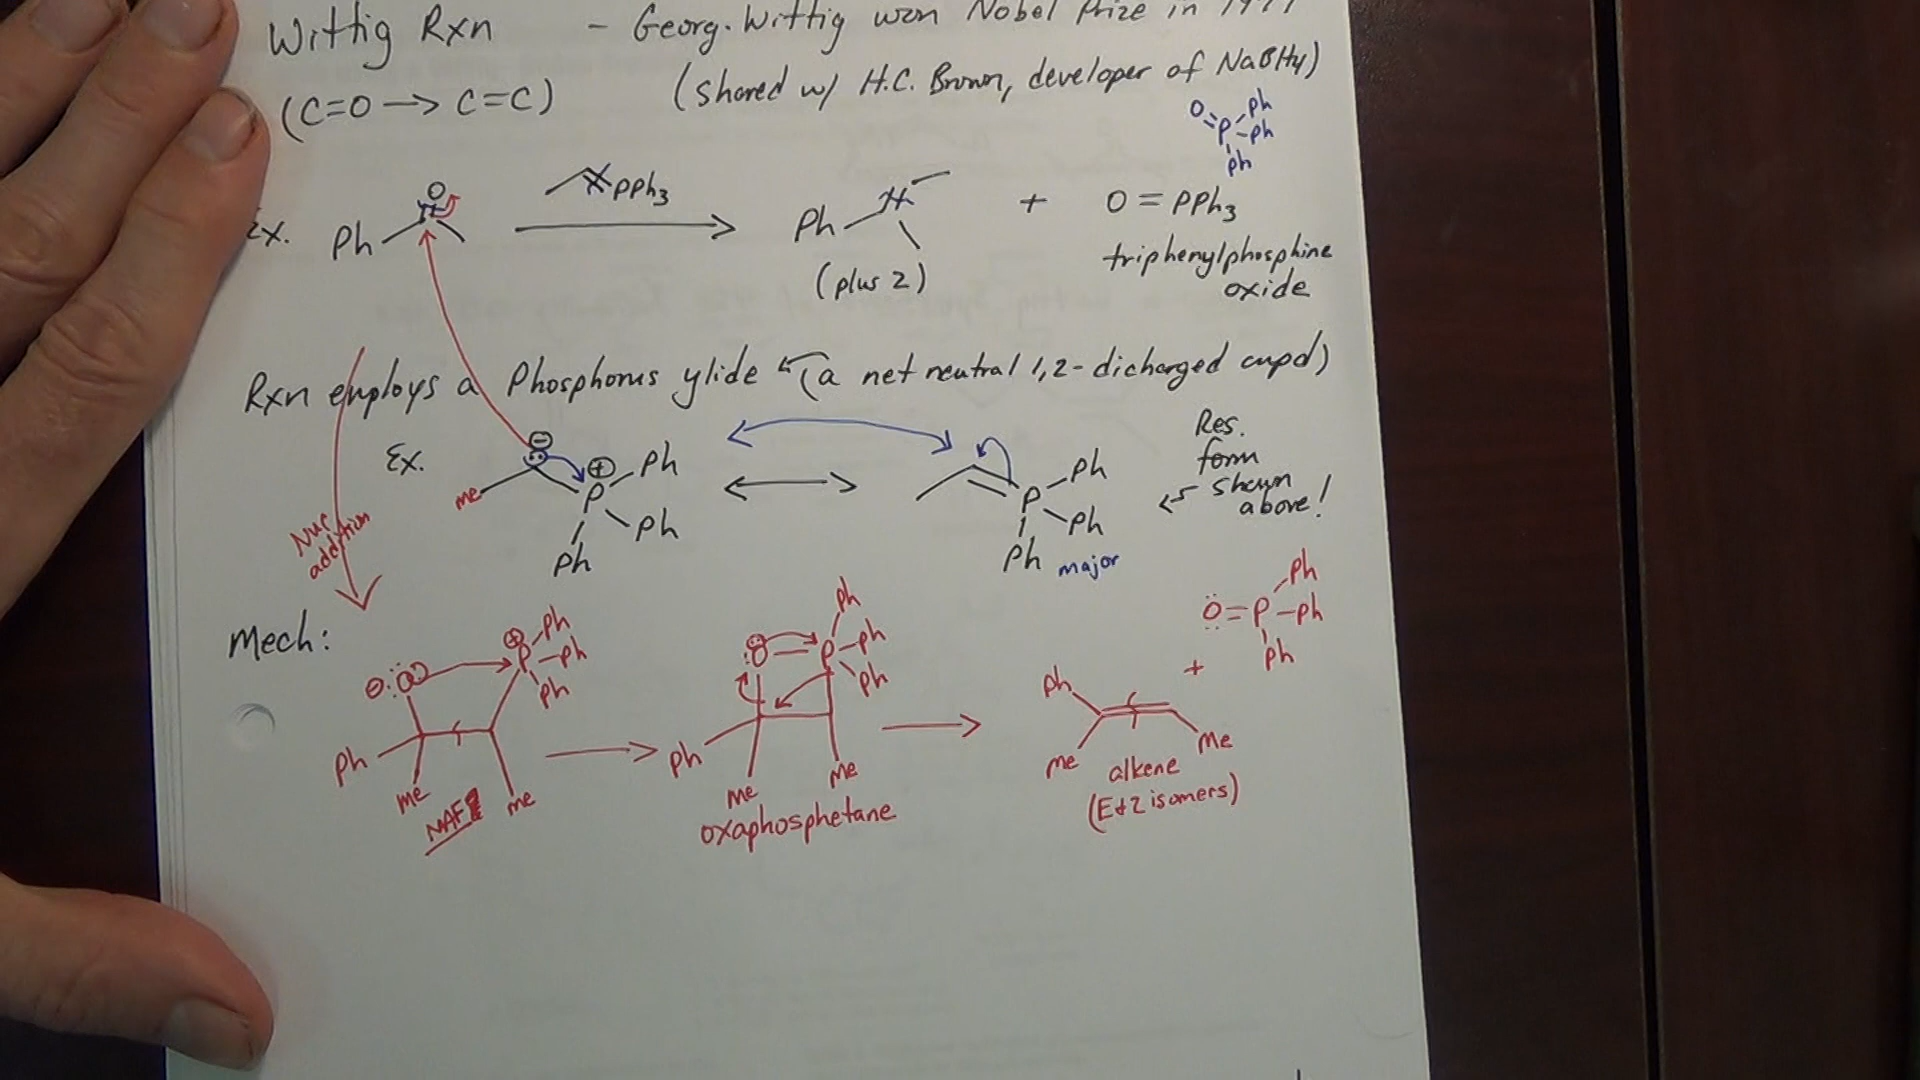 Wittig Rxn - Georg. Wittig won Nobel Prize in
(C=O → C=C) (shared w/ H.C. Brown, developer of NaBH4)
O=P Ph Ph Ph
Ex. Ph O PPh3 Ph + O = PPh3
(plus Z) triphenylphosphine
oxide
Rxn employs a Phosphorus ylide (a net neutral 1,2-dicharged cmpd)
Ex. Me ⊖ ⊕ P Ph Ph Ph ↔ P Ph Ph Ph major
Res.
form
shown
above!
Nuc
addition
Mech:
⊖ O ⊕ P Ph Ph Ph Ph Me Me
O P Ph Ph Ph Ph Me Me
oxaphosphetane
Ph Me Me + O=P Ph Ph Ph
alkene
(E+Z isomers)